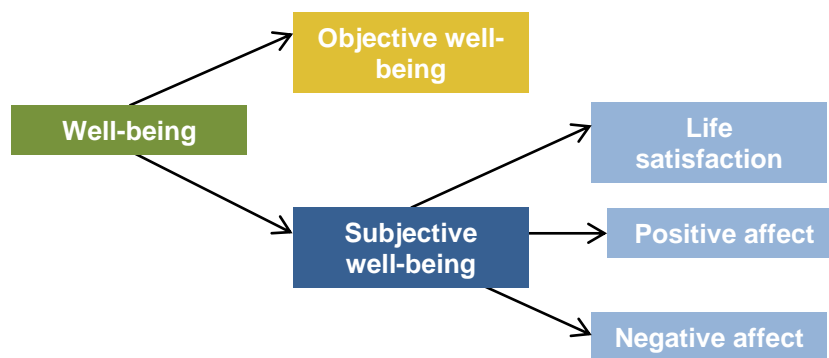 Objective well-
being
Well-being
Life
satisfaction
Subjective
well-being
Positive affect
Negative affect